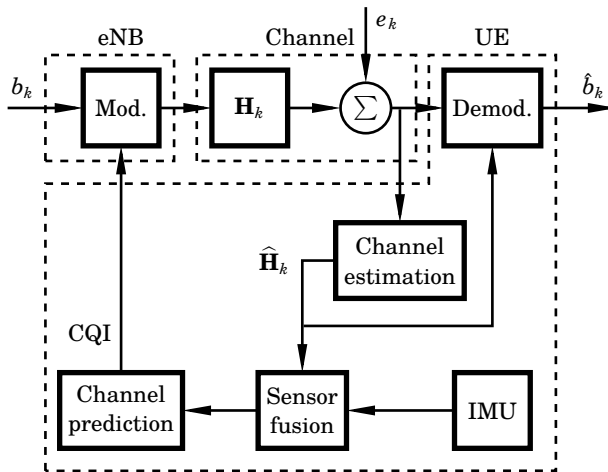 eNB
Channel
e_k
UE
b_k
Mod.
H_k
∑
Demod.
b̂_k
Ĥ_k
Channel
estimation
CQI
Channel
prediction
Sensor
fusion
IMU